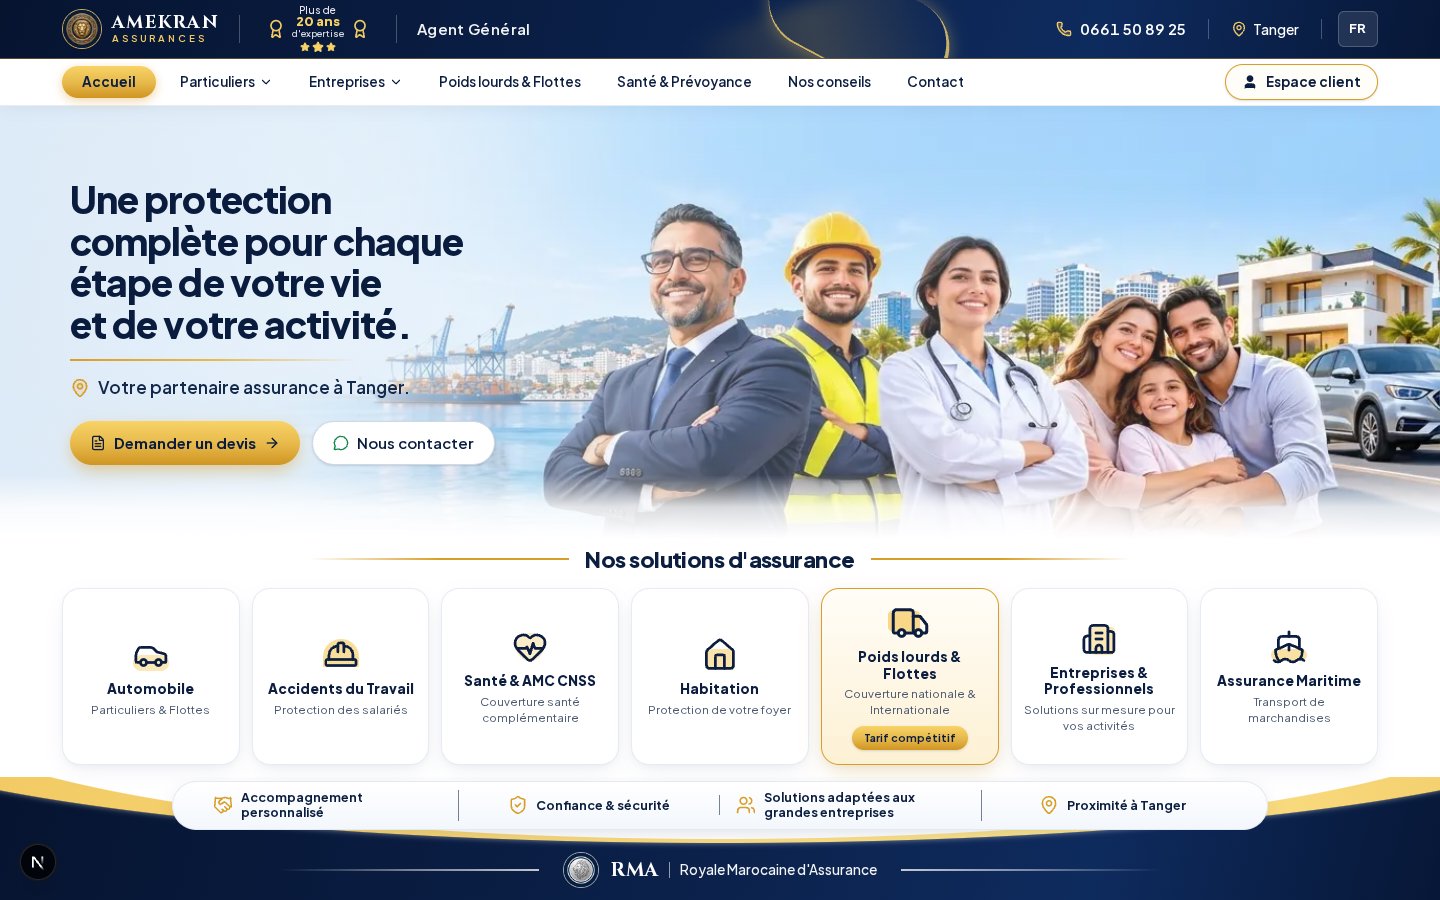 AMEKRAN
ASSURANCES
Plus de
20 ans
d'expertise
Agent Général
0661 50 89 25
Tanger
FR
Accueil
Particuliers
Entreprises
Poids lourds & Flottes
Santé & Prévoyance
Nos conseils
Contact
Espace client
Une protection
complète pour chaque
étape de votre vie
et de votre activité.
Votre partenaire assurance à Tanger.
Demander un devis
Nous contacter
Nos solutions d'assurance
Automobile
Particuliers & Flottes
Accidents du Travail
Protection des salariés
Santé & AMC CNSS
Couverture santé
complémentaire
Habitation
Protection de votre foyer
Poids lourds &
Flottes
Couverture nationale &
Internationale
Tarif compétitif
Entreprises &
Professionnels
Solutions sur mesure pour
vos activités
Assurance Maritime
Transport de
marchandises
Accompagnement
personnalisé
Confiance & sécurité
Solutions adaptées aux
grandes entreprises
Proximité à Tanger
N
RMA
Royale Marocaine d'Assurance